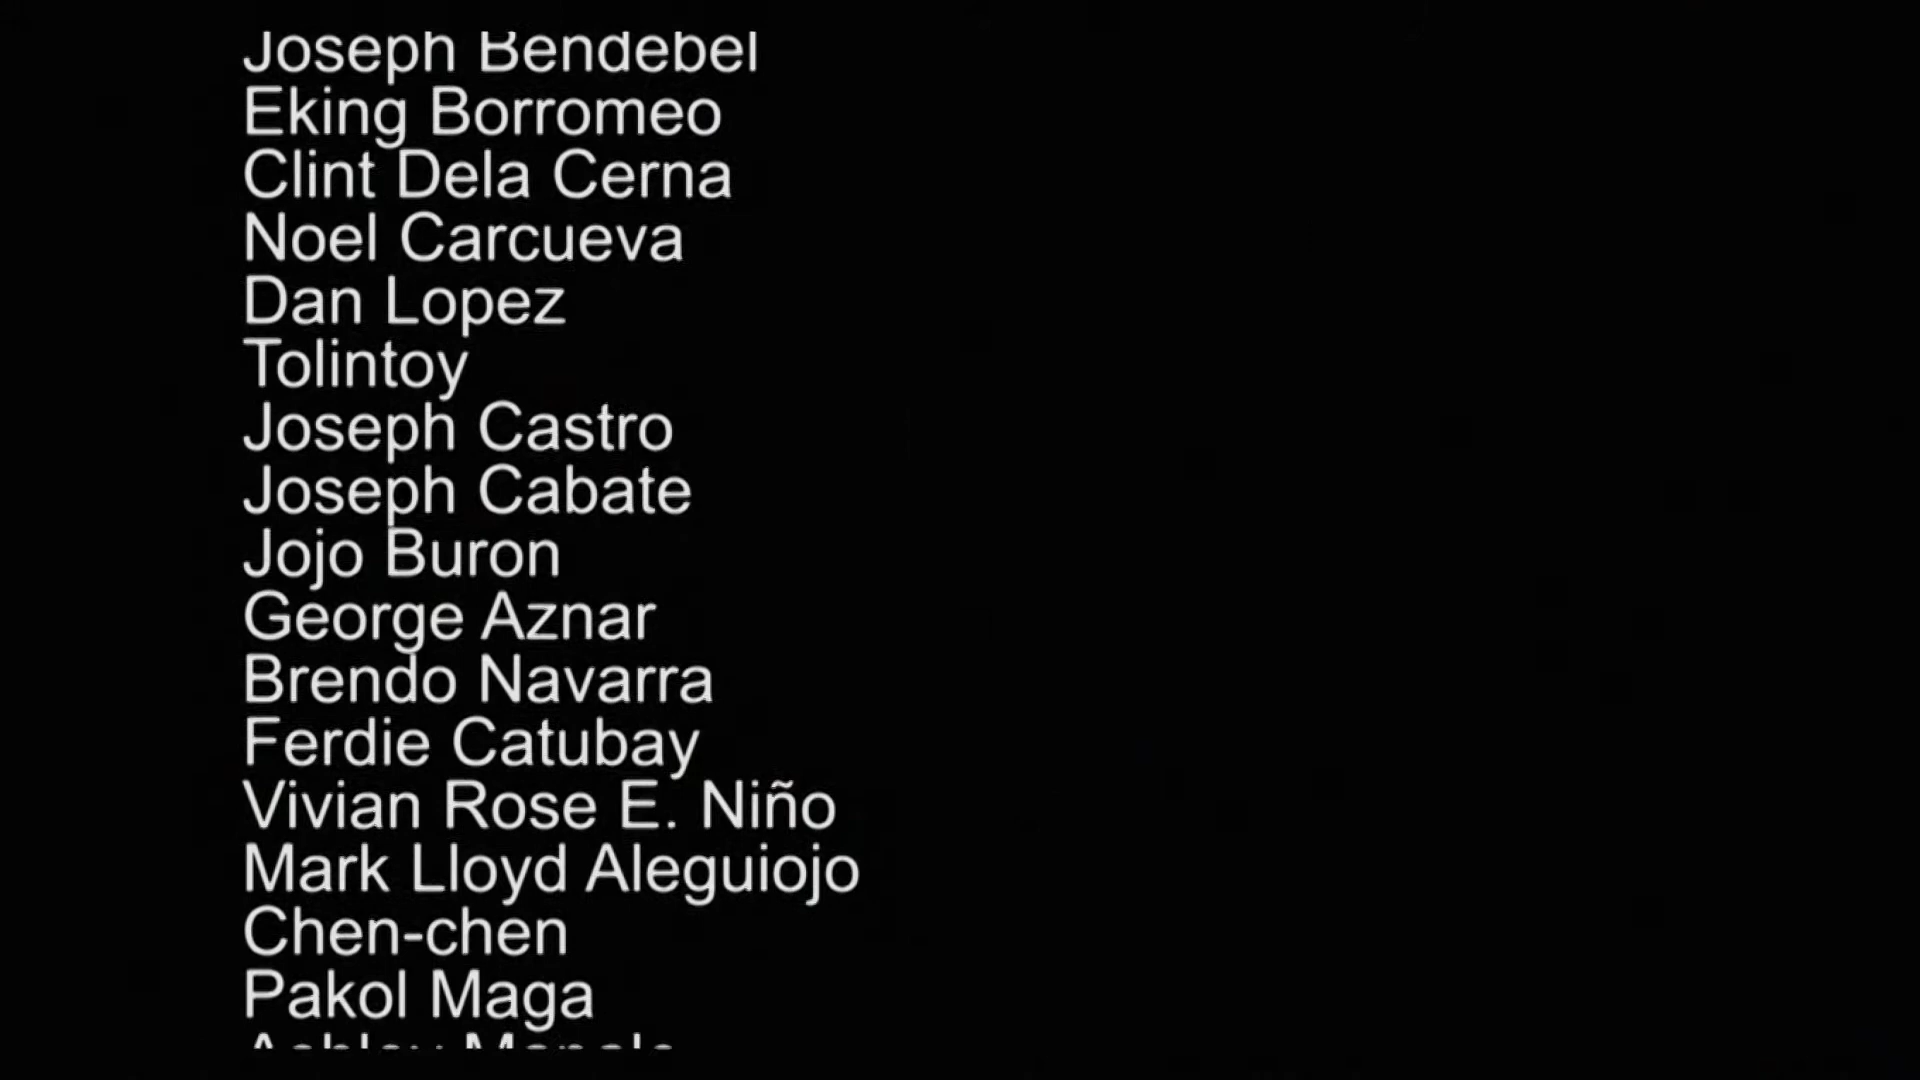 Joseph Bendebel
Eking Borromeo
Clint Dela Cerna
Noel Carcueva
Dan Lopez
Tolintoy
Joseph Castro
Joseph Cabate
Jojo Buron
George Aznar
Brendo Navarra
Ferdie Catubay
Vivian Rose E. Niño
Mark Lloyd Aleguiojo
Chen-chen
Pakol Maga
Ashley